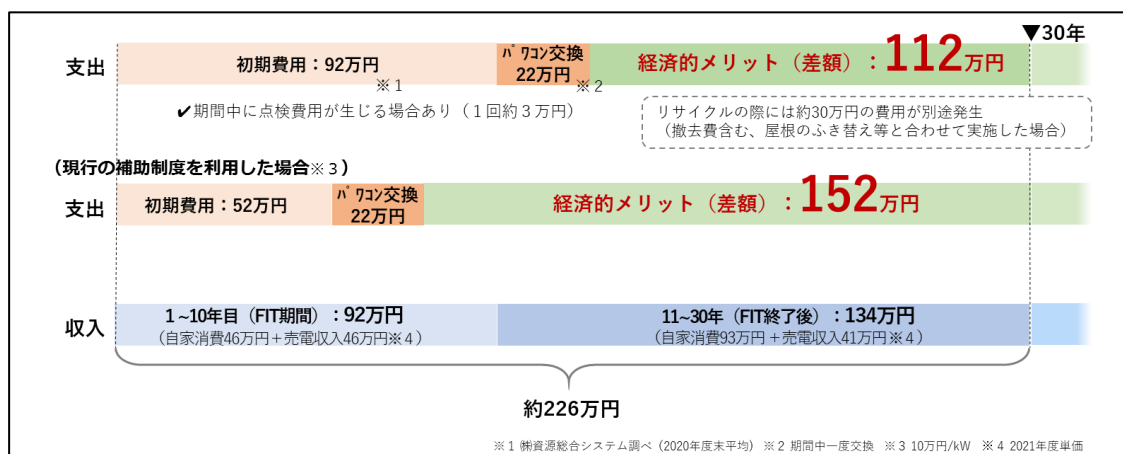 ▼30年
支出
初期費用：92万円
※1
ﾊﾟﾜｺﾝ交換
22万円
※2
経済的メリット（差額）：112万円
✔期間中に点検費用が生じる場合あり（１回約３万円）
リサイクルの際には約30万円の費用が別途発生
（撤去費含む、屋根のふき替え等と合わせて実施した場合）
（現行の補助制度を利用した場合※３）
支出
初期費用：52万円
ﾊﾟﾜｺﾝ交換
22万円
経済的メリット（差額）：152万円
収入
１~10年目（FIT期間）：92万円
（自家消費46万円＋売電収入46万円※４）
11~30年（FIT終了後）：134万円
（自家消費93万円＋売電収入41万円※４）
約226万円
※１ ㈱資源総合システム調べ（2020年度末平均） ※２ 期間中一度交換 ※３ 10万円/kW ※４ 2021年度単価